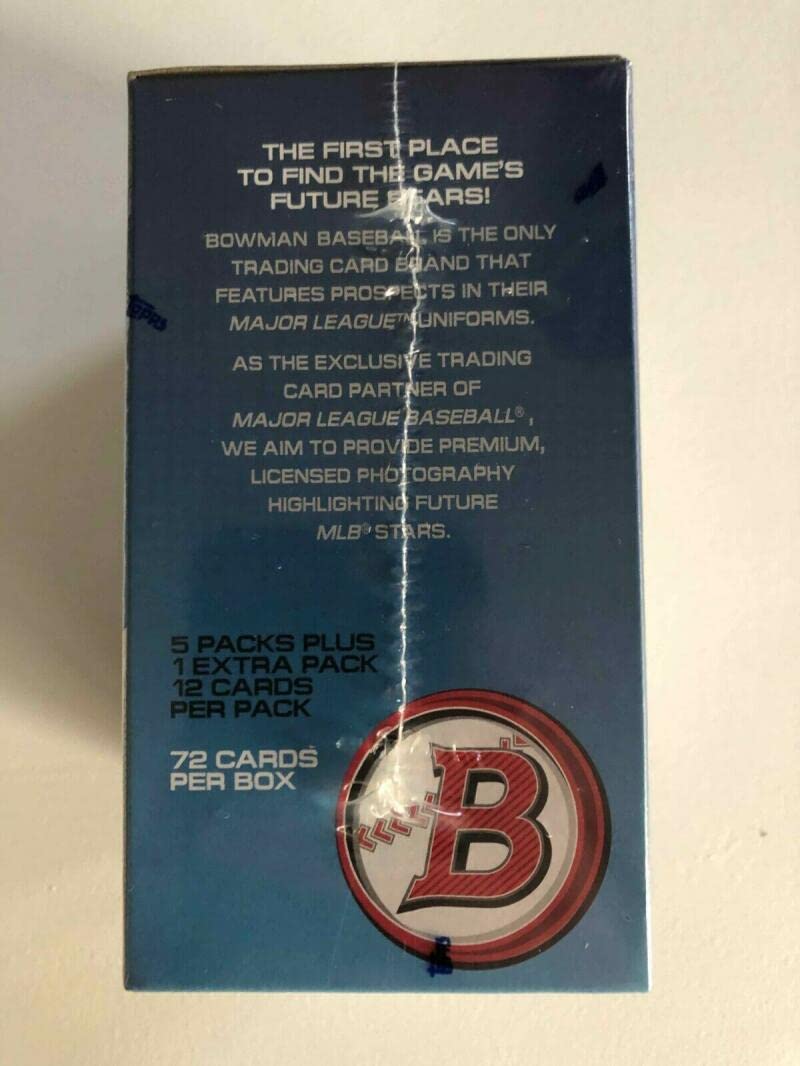 THE FIRST PLACE
TO FIND THE GAME'S
FUTURE STARS!
BOWMAN BASEBALL IS THE ONLY
TRADING CARD BRAND THAT
FEATURES PROSPECTS IN THEIR
MAJOR LEAGUE™ UNIFORMS.
AS THE EXCLUSIVE TRADING
CARD PARTNER OF
MAJOR LEAGUE BASEBALL®,
WE AIM TO PROVIDE PREMIUM,
LICENSED PHOTOGRAPHY
HIGHLIGHTING FUTURE
MLB® STARS.
5 PACKS PLUS
1 EXTRA PACK
12 CARDS
PER PACK
72 CARDS
PER BOX
B